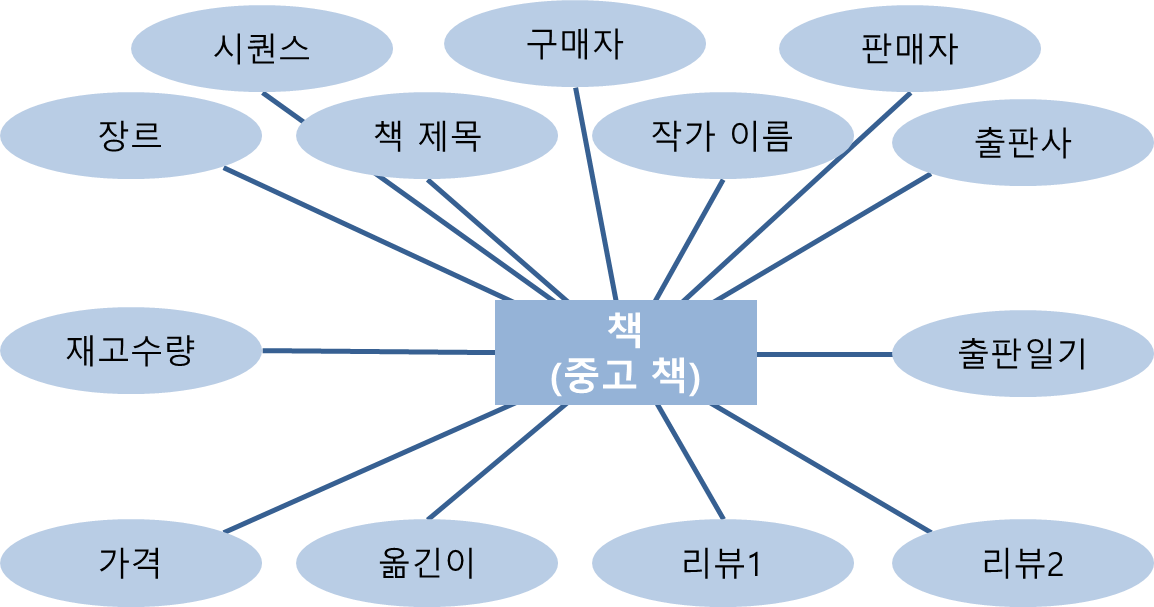 시퀀스
구매자
판매자
장르
책 제목
작가 이름
출판사
책
(중고 책)
재고수량
출판일기
가격
옮긴이
리뷰1
리뷰2